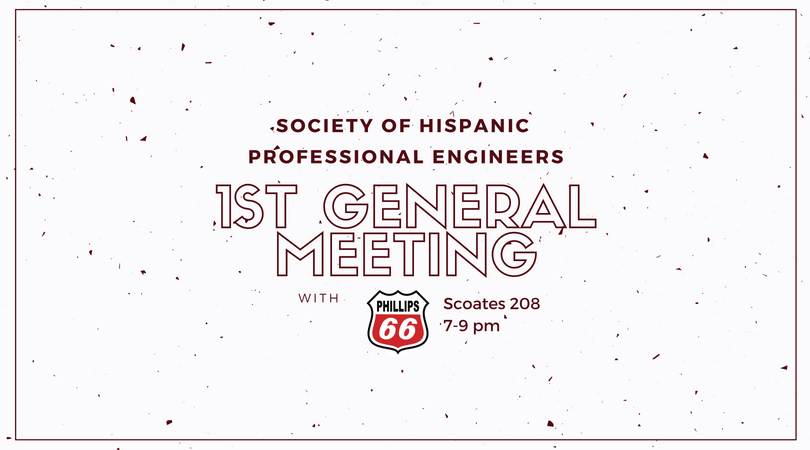 SOCIETY OF HISPANIC
PROFESSIONAL ENGINEERS
1ST GENERAL
MEETING
WITH
PHILLIPS
66
Scoates 208
7-9 pm